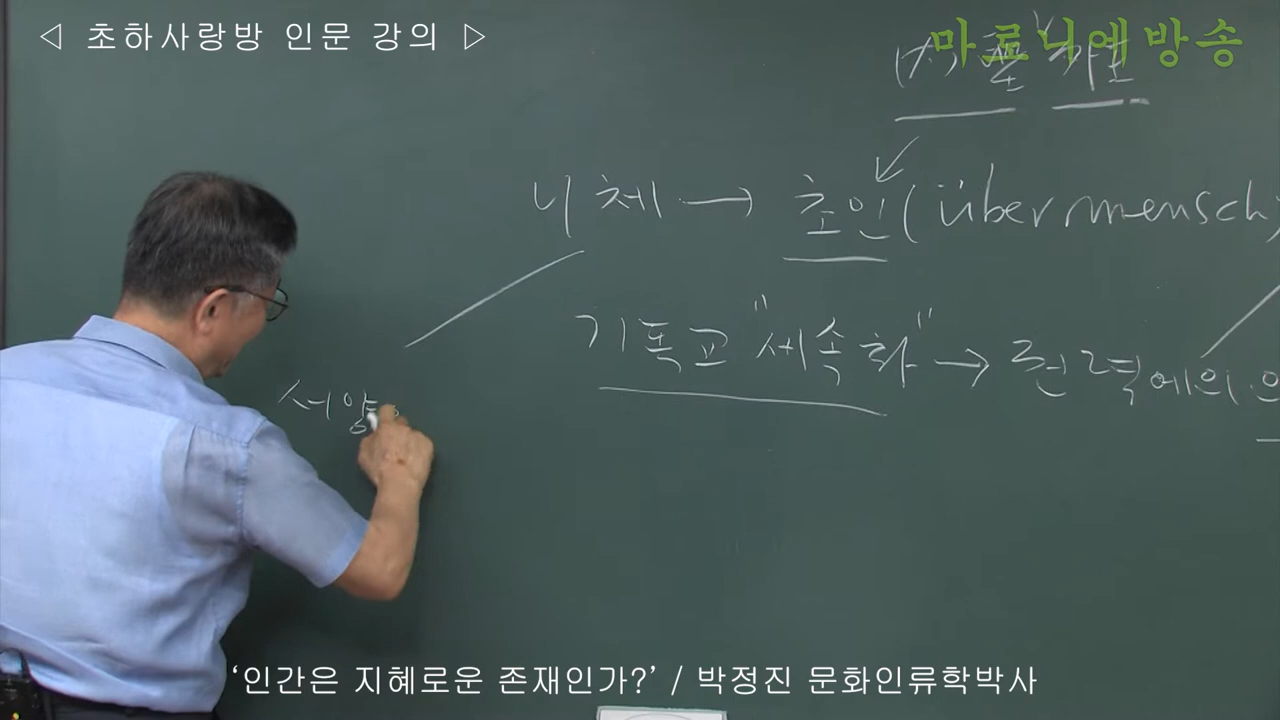 ◁ 초하사랑방 인문 강의 ▷
마로니에방송
니체 → 초인(übermensch)
기독교 "세속화" → 권력에의 의
서양
‘인간은 지혜로운 존재인가?’ / 박정진 문화인류학박사